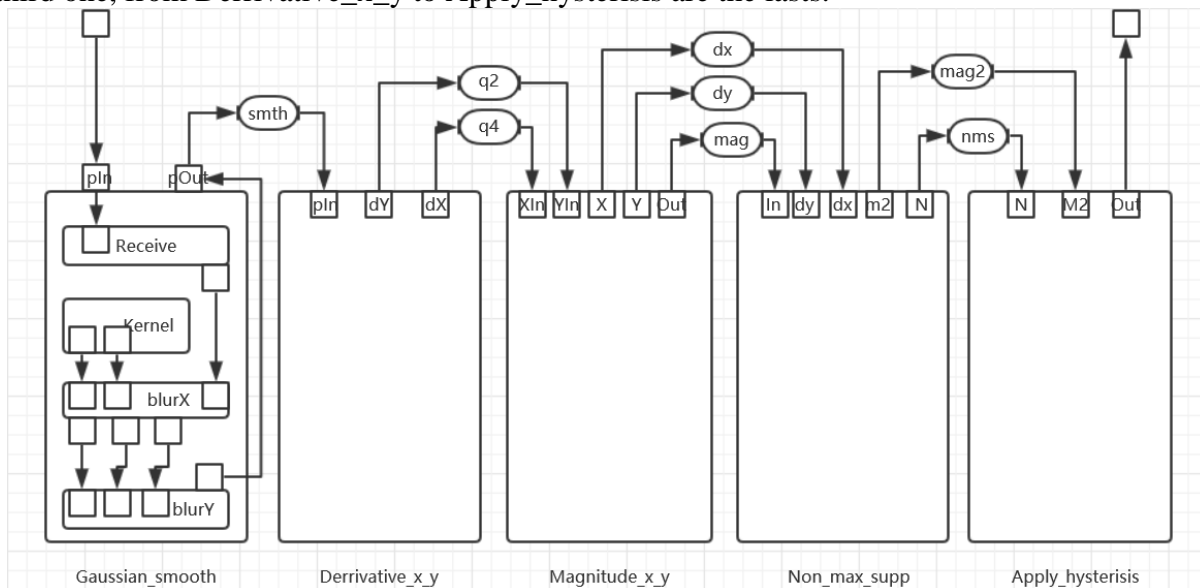 third one, from Derrivative_x_y to Apply_hysterisis are the lasts.
dx
q2
mag2
dy
smth
q4
mag
nms
pIn
pOut
pIn
dY
dX
XIn
YIn
X
Y
Out
In
dy
dx
m2
N
N
M2
Out
Receive
Kernel
blurX
blurY
Gaussian_smooth
Derrivative_x_y
Magnitude_x_y
Non_max_supp
Apply_hysterisis